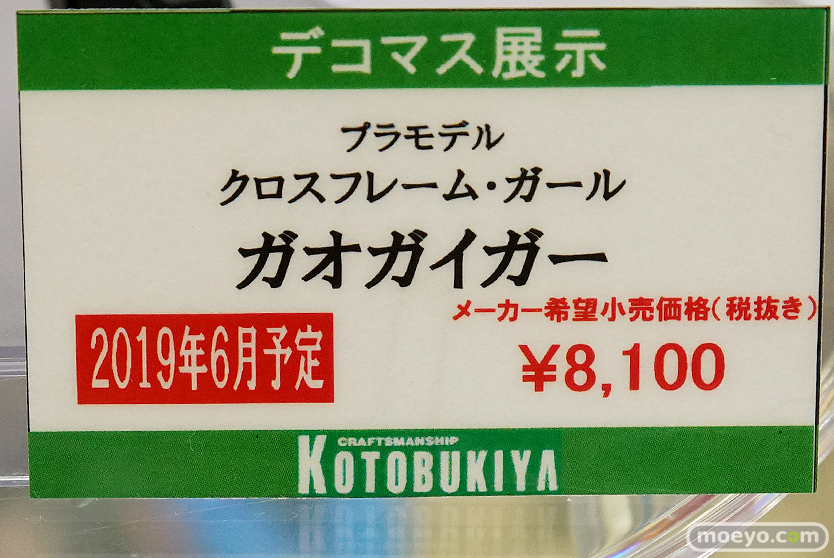 デコマス展示
プラモデル
クロスフレーム・ガール
ガオガイガー
メーカー希望小売価格(税抜き)
2019年6月予定
¥8,100
CRAFTSMANSHIP
KOTOBUKIYA
moeyo.com